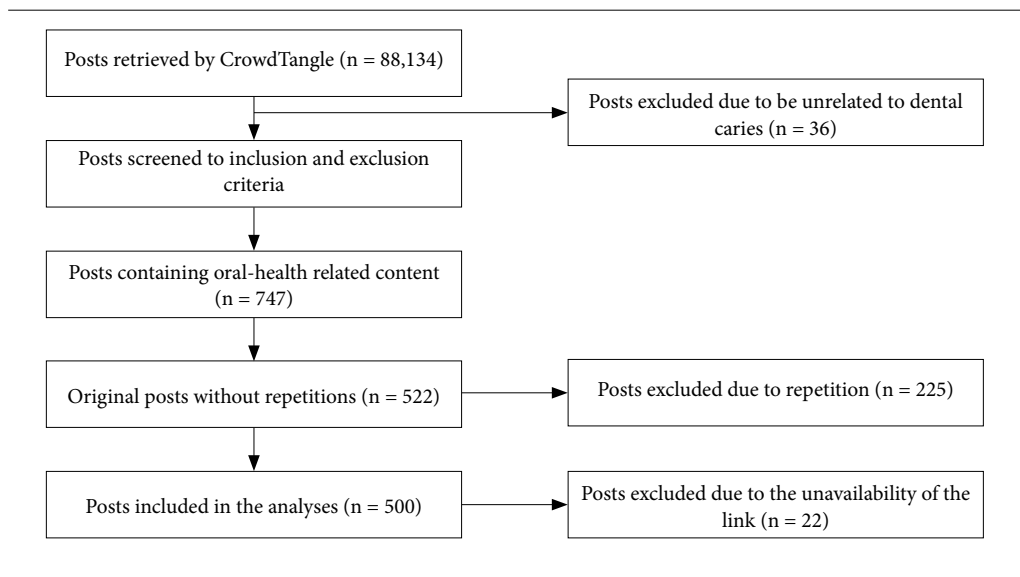 Posts retrieved by CrowdTangle (n = 88,134)
Posts excluded due to be unrelated to dental
caries (n = 36)
Posts screened to inclusion and exclusion
criteria
Posts containing oral-health related content
(n = 747)
Original posts without repetitions (n = 522)
Posts excluded due to repetition (n = 225)
Posts included in the analyses (n = 500)
Posts excluded due to the unavailability of the
link (n = 22)